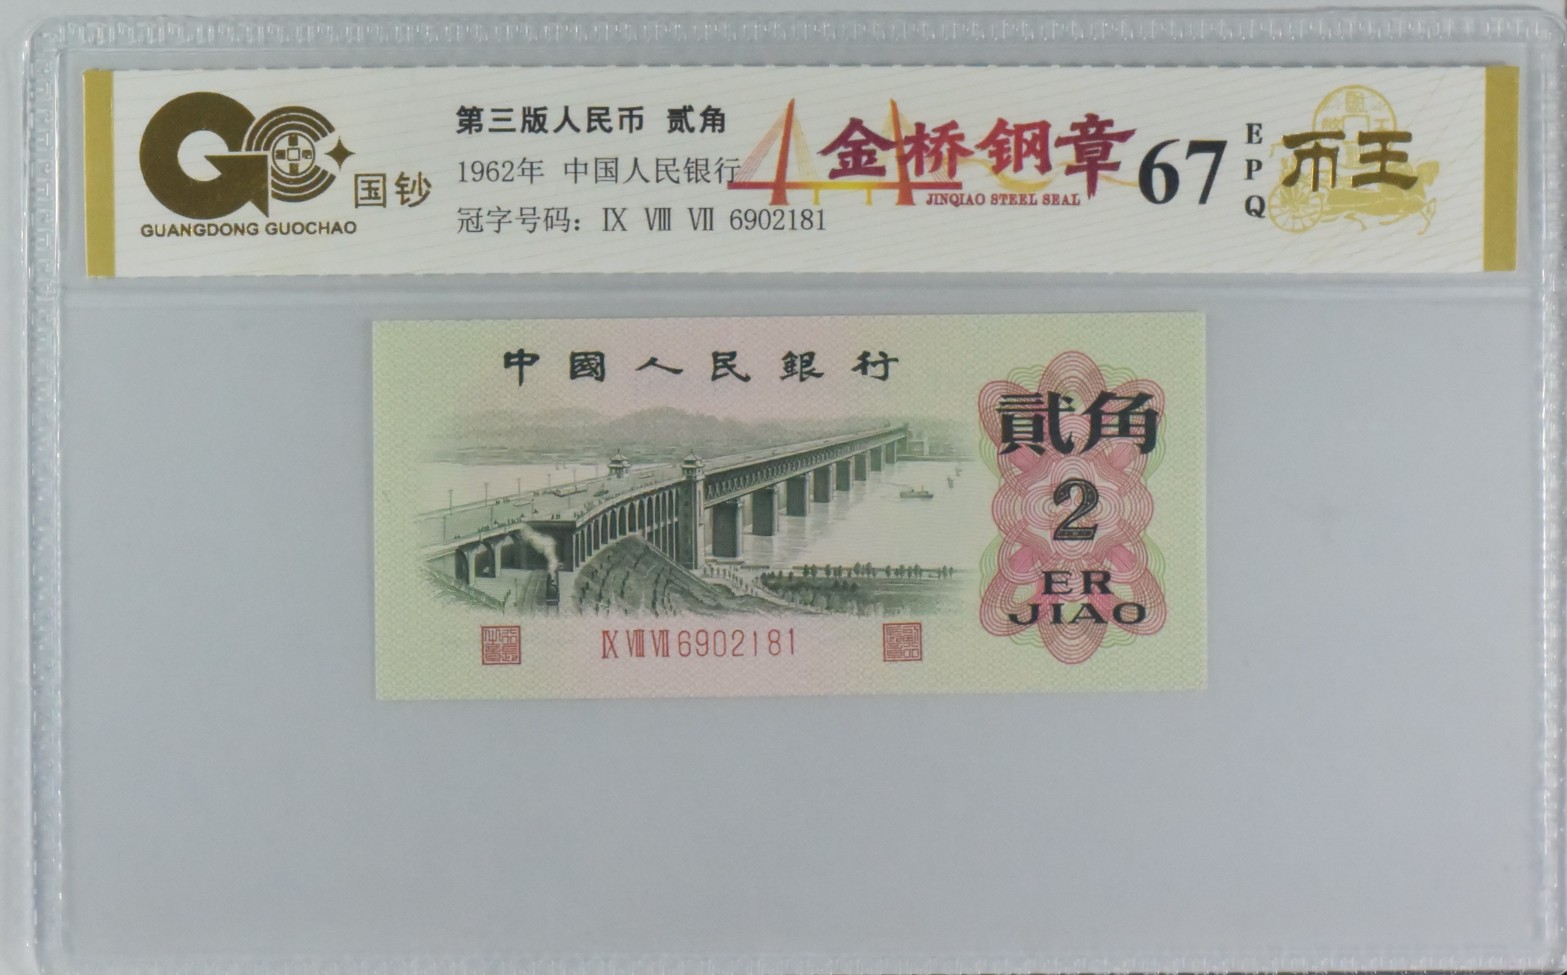 国钞
GUANGDONG GUOCHAO
第三版人民币 贰角
1962年 中国人民银行
冠字号码：Ⅸ Ⅷ Ⅶ 6902181
金桥钢章
JINQIAO STEEL SEAL
67
E
P
Q
币王
中國人民銀行
貳角
2
ER
JIAO
Ⅸ Ⅷ Ⅶ 6902181